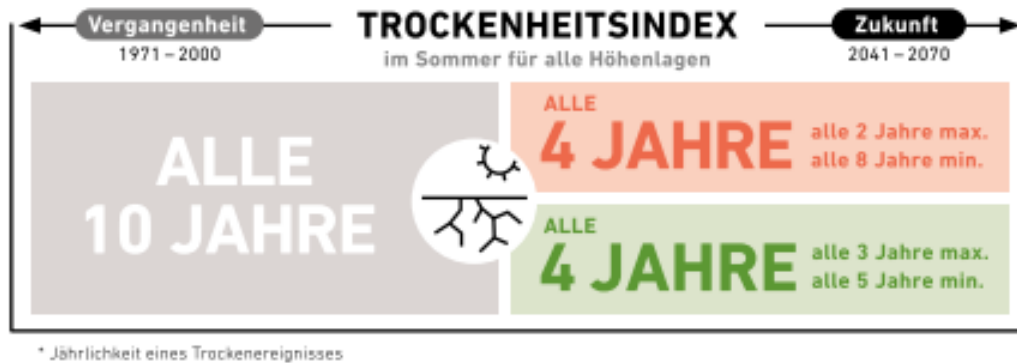 Vergangenheit
1971 – 2000
TROCKENHEITSINDEX
im Sommer für alle Höhenlagen
Zukunft
2041 – 2070
ALLE
10 JAHRE
ALLE
4 JAHRE
alle 2 Jahre max.
alle 8 Jahre min.
ALLE
4 JAHRE
alle 3 Jahre max.
alle 5 Jahre min.
* Jährlichkeit eines Trockenereignisses